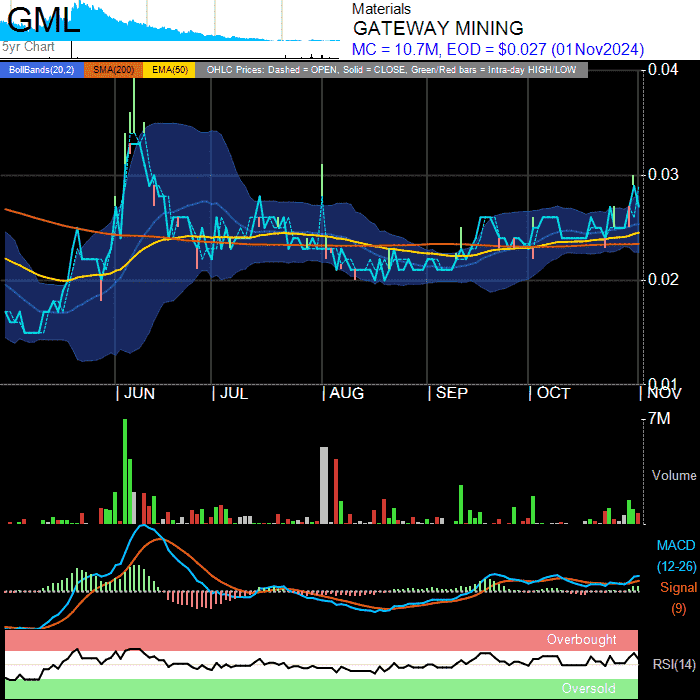 GML
5yr Chart
Materials
GATEWAY MINING
MC = 10.7M, EOD = $0.027 (01Nov2024)
BollBands(20,2) SMA(200) EMA(50) OHLC Prices: Dashed = OPEN, Solid = CLOSE, Green/Red bars = Intra-day HIGH/LOW
0.04
0.03
0.02
0.01
| JUN | JUL | AUG | SEP | OCT | NOV
7M
Volume
MACD
(12-26)
Signal
(9)
Overbought
RSI(14)
Oversold